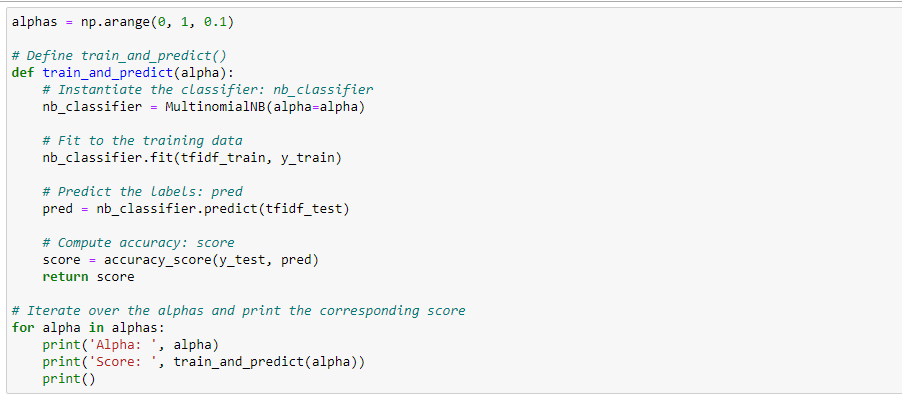 alphas = np.arange(0, 1, 0.1)
# Define train_and_predict()
def train_and_predict(alpha):
    # Instantiate the classifier: nb_classifier
    nb_classifier = MultinomialNB(alpha=alpha)
    # Fit to the training data
    nb_classifier.fit(tfidf_train, y_train)
    # Predict the labels: pred
    pred = nb_classifier.predict(tfidf_test)
    # Compute accuracy: score
    score = accuracy_score(y_test, pred)
    return score
# Iterate over the alphas and print the corresponding score
for alpha in alphas:
    print('Alpha: ', alpha)
    print('Score: ', train_and_predict(alpha))
    print()